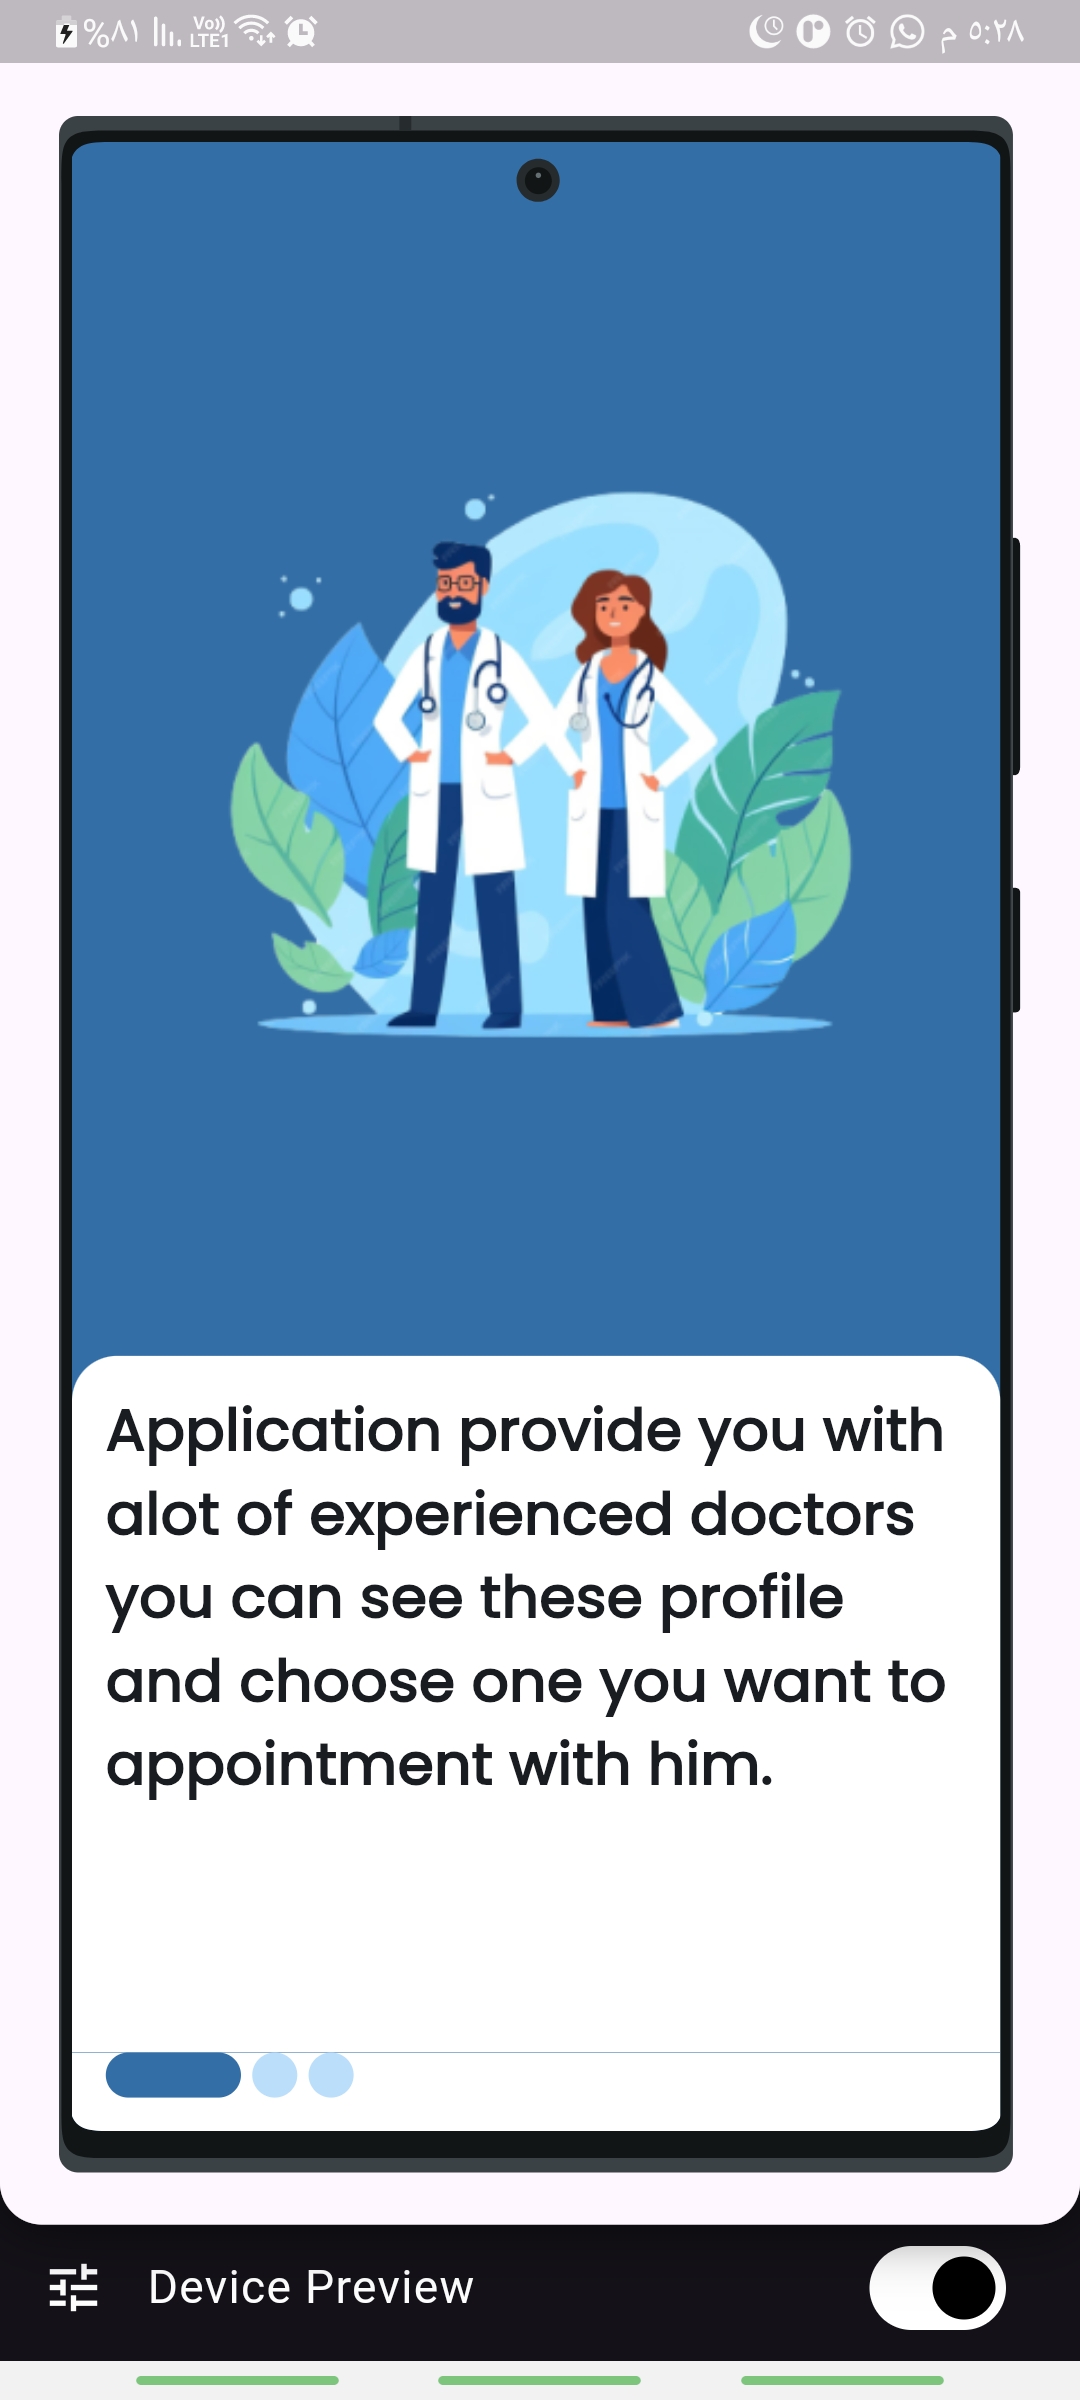 %٨١ Vo)) LTE1 ٥:٢٨ م
Application provide you with
alot of experienced doctors
you can see these profile
and choose one you want to
appointment with him.
Device Preview